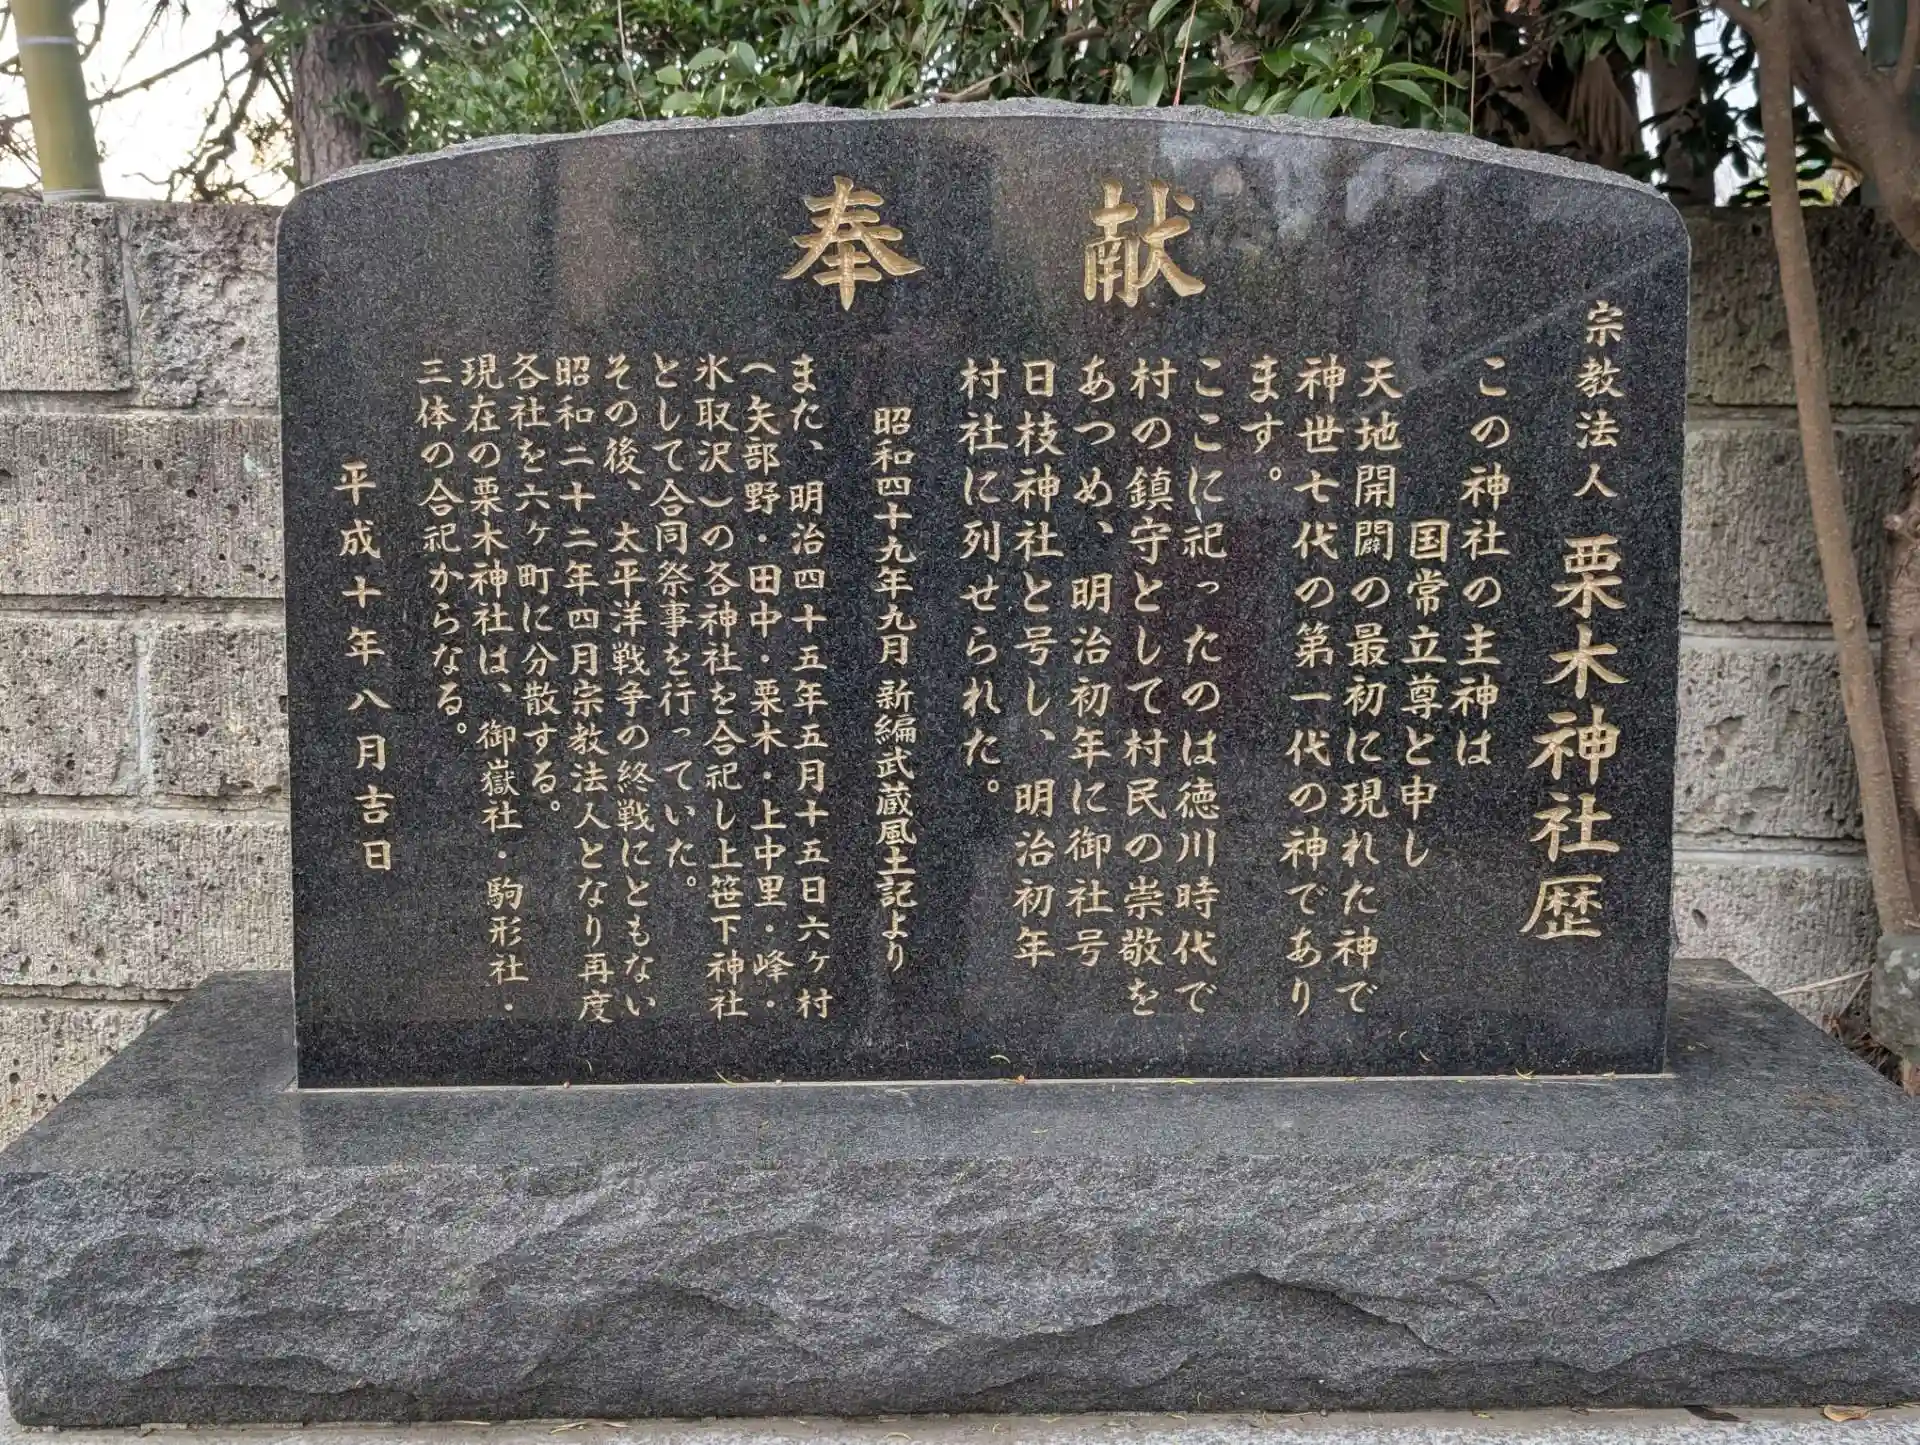 奉献
宗教法人 栗木神社歴
この神社の主神は
国常立尊と申し
天地開闢の最初に現れた神で
神世七代の第一代の神であり
ます。
ここに祀ったのは徳川時代で
村の鎮守として村民の崇敬を
あつめ、明治初年に御社号
日枝神社と号し、明治初年
村社に列せられた。
昭和四十九年九月 新編武蔵風土記より
また、明治四十五年五月十五日六ヶ村
(矢部野・田中・栗木・上中里・峰・
氷取沢)の各神社を合祀し上笹下神社
として合同祭事を行っていた。
その後、太平洋戦争の終戦にともない
昭和二十二年四月宗教法人となり再度
各社を六ヶ町に分散する。
現在の栗木神社は、御嶽社・駒形社・
三体の合祀からなる。
平成十年八月吉日